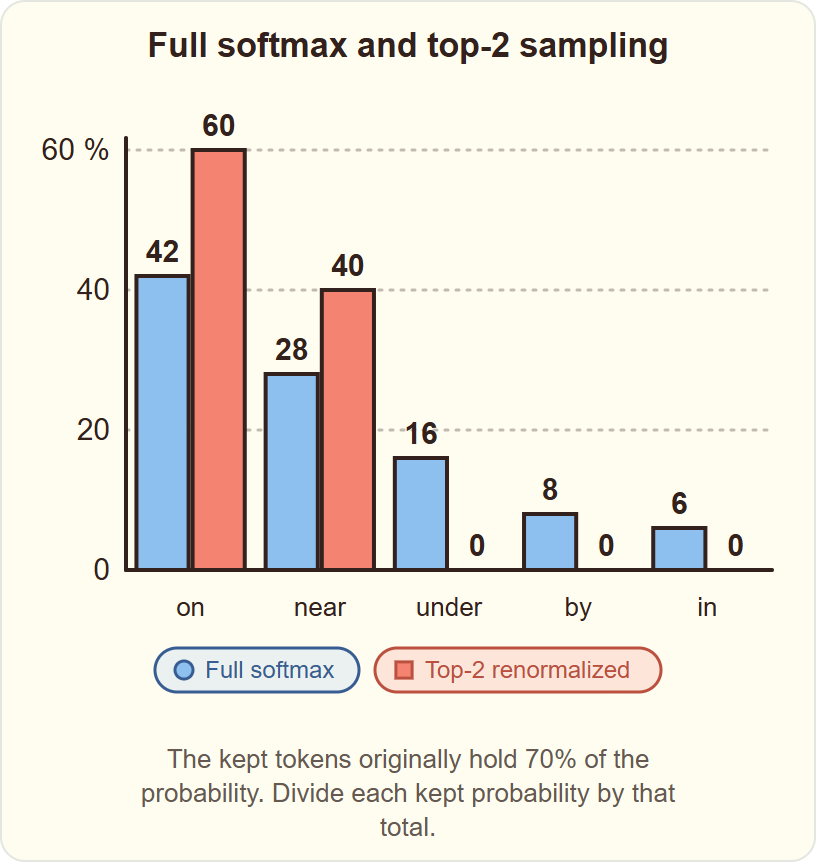 Full softmax and top-2 sampling
60 %
40
20
0
42
60
28
40
16
0
8
0
6
0
on
near
under
by
in
Full softmax
Top-2 renormalized
The kept tokens originally hold 70% of the
probability. Divide each kept probability by that
total.